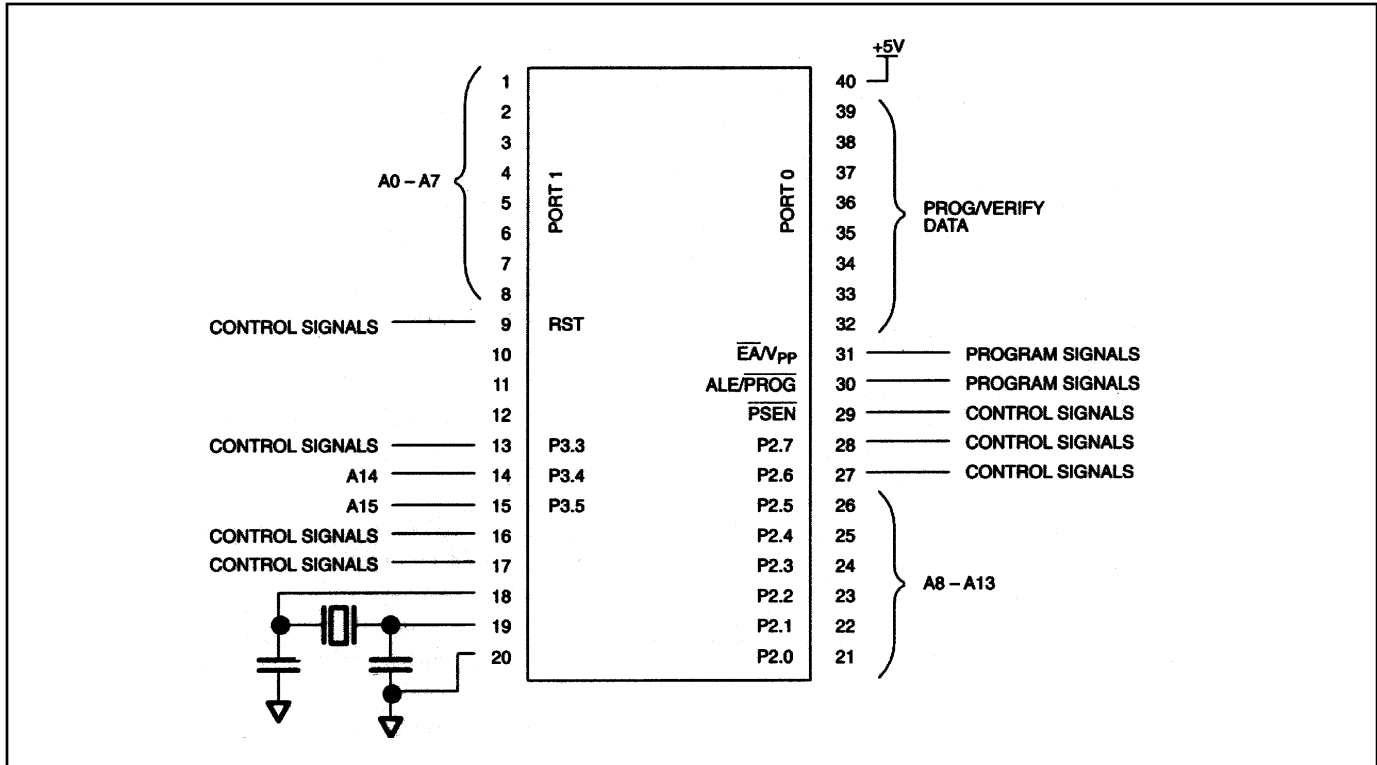 +5V
1 40
2 39
3 38
A0 – A7 4 PORT 1 PORT 0 37
5 36 PROG/VERIFY
6 35 DATA
7 34
8 33
32
CONTROL SIGNALS 9 RST
10 EA/VPP 31 PROGRAM SIGNALS
11 ALE/PROG 30 PROGRAM SIGNALS
12 PSEN 29 CONTROL SIGNALS
CONTROL SIGNALS 13 P3.3 P2.7 28 CONTROL SIGNALS
A14 14 P3.4 P2.6 27 CONTROL SIGNALS
A15 15 P3.5 P2.5 26
CONTROL SIGNALS 16 P2.4 25
CONTROL SIGNALS 17 P2.3 24 A8 – A13
18 P2.2 23
19 P2.1 22
20 P2.0 21